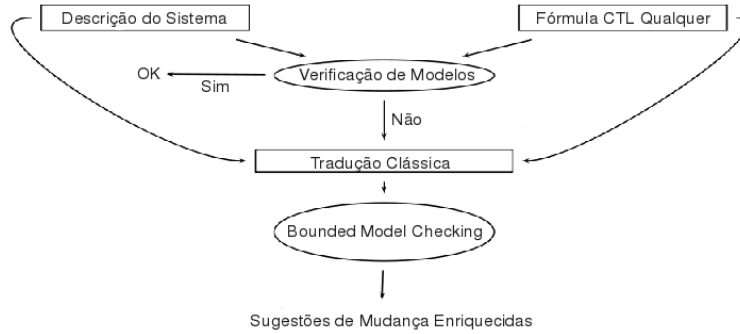 Descrição do Sistema
Fórmula CTL Qualquer
Verificação de Modelos
OK
Sim
Não
Tradução Clássica
Bounded Model Checking
Sugestões de Mudança Enriquecidas